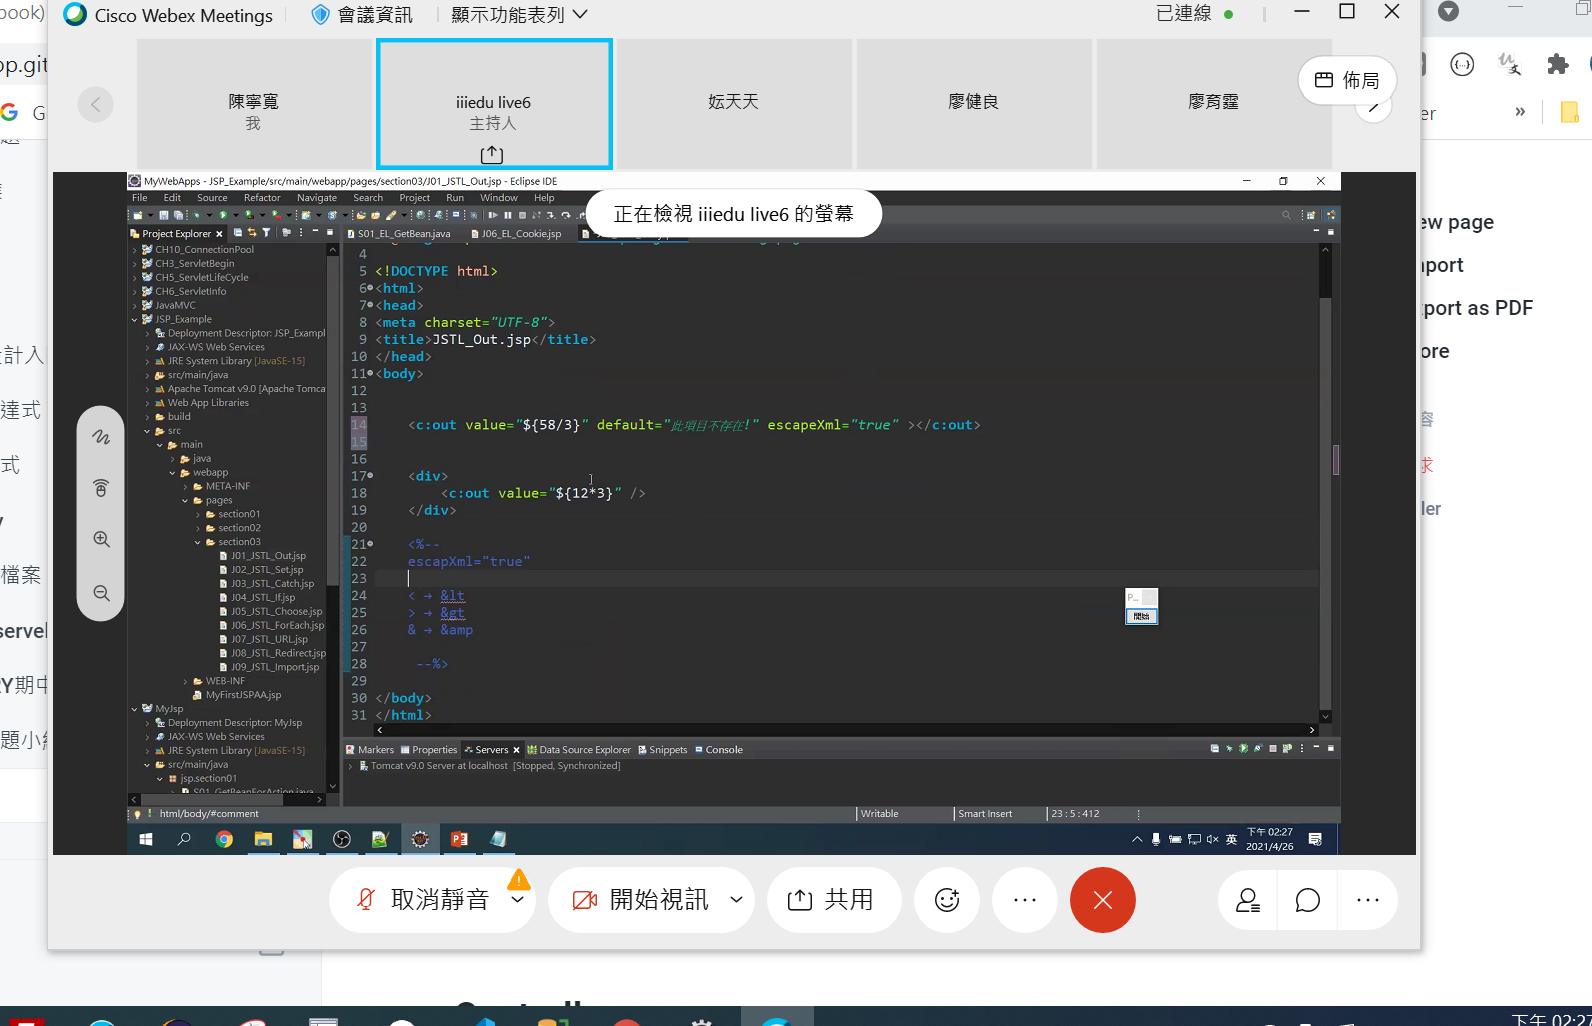 Cisco Webex Meetings
會議資訊
顯示功能表列
已連線
陳寧寬
我
iiiedu live6
主持人
妘天天
廖健良
廖育霆
佈局
MyWebApps - JSP_Example/src/main/webapp/pages/section03/J01_JSTL_Out.jsp - Eclipse IDE
File Edit Source Refactor Navigate Search Project Run Window Help
正在檢視 iiiedu live6 的螢幕
Project Explorer
S01_EL_GetBean.java
J06_EL_Cookie.jsp
CH10_ConnectionPool
CH3_ServletBegin
CH5_ServletLifeCycle
CH6_ServletInfo
JavaMVC
JSP_Example
Deployment Descriptor: JSP_Exampl
JAX-WS Web Services
JRE System Library [JavaSE-15]
src/main/java
Apache Tomcat v9.0 [Apache Tomca
Web App Libraries
build
src
main
java
webapp
META-INF
pages
section01
section02
section03
J01_JSTL_Out.jsp
J02_JSTL_Set.jsp
J03_JSTL_Catch.jsp
J04_JSTL_If.jsp
J05_JSTL_Choose.jsp
J06_JSTL_ForEach.jsp
J07_JSTL_URL.jsp
J08_JSTL_Redirect.jsp
J09_JSTL_Import.jsp
WEB-INF
MyFirstJSPAA.jsp
MyJsp
Deployment Descriptor: MyJsp
JAX-WS Web Services
JRE System Library [JavaSE-15]
src/main/java
jsp.section01
S01_GetBeanForAction.java
4
5 <!DOCTYPE html>
6 <html>
7 <head>
8 <meta charset="UTF-8">
9 <title>JSTL_Out.jsp</title>
10 </head>
11 <body>
12
13
14 <c:out value="${58/3}" default="此項目不存在!" escapeXml="true" ></c:out>
15
16
17 <div>
18 <c:out value="${12*3}" />
19 </div>
20
21 <%--
22 escapXml="true"
23
24 < → &lt
25 > → &gt
26 & → &amp
27
28 --%>
29
30 </body>
31 </html>
開始
Markers Properties Servers Data Source Explorer Snippets Console
Tomcat v9.0 Server at localhost [Stopped, Synchronized]
html/body/#comment
Writable
Smart Insert
23 : 5 : 412
英
下午 02:27
2021/4/26
取消靜音
開始視訊
共用
ook)
op.git
G
計入
達式
式
檔案
serve
RY期中
題小組
er
ew page
port
port as PDF
ore
容
求
ler
下午 02:27